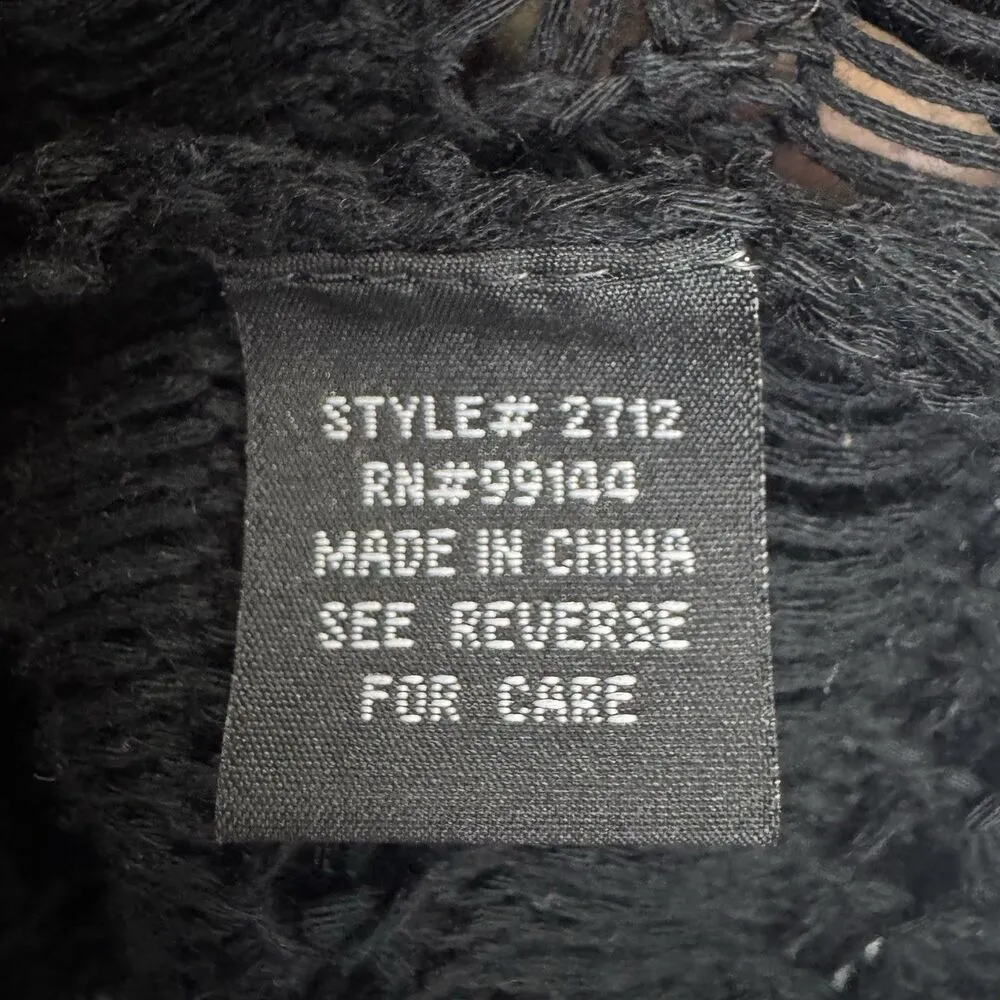 STYLE# 2712
RN#99144
MADE IN CHINA
SEE REVERSE
FOR CARE